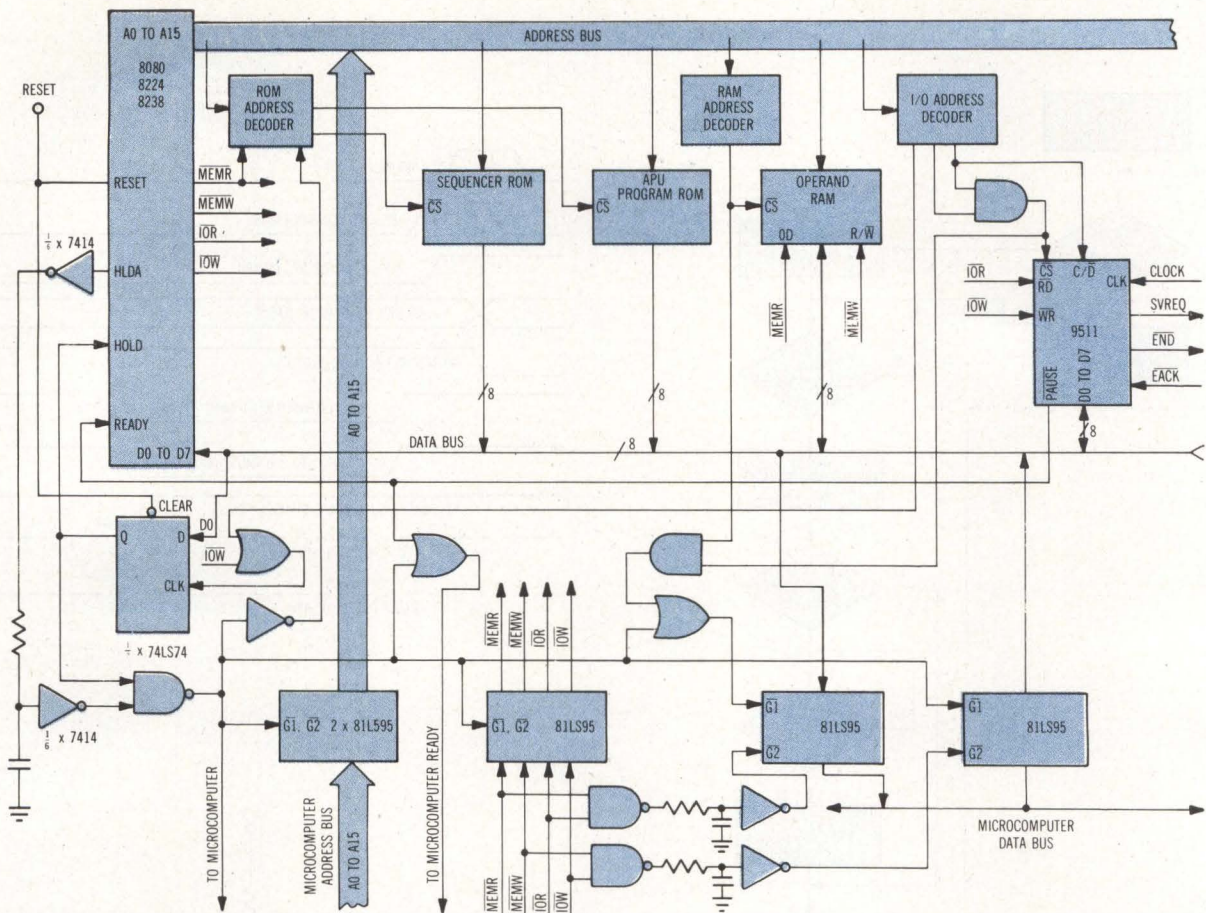 A0 TO A15
8080
8224
8238
RESET
RESET
MEMR
MEMW
IOR
IOW
HLDA
HOLD
READY
D0 TO D7
1/6 x 7414
ADDRESS BUS
ROM
ADDRESS
DECODER
A0 TO A15
SEQUENCER ROM
CS
APU
PROGRAM ROM
CS
RAM
ADDRESS
DECODER
OPERAND
RAM
CS
OD
R/W
MEMR
MEMW
I/O ADDRESS
DECODER
IOR
IOW
CS
RD
WR
C/D
CLK
9511
PAUSE
D0 TO D7
CLOCK
SVREQ
END
EACK
8
8
8
8
DATA BUS
8
CLEAR
Q
D
D0
IOW
CLK
x 74LS74
1/6 x 7414
G1, G2 2 x 81L595
TO MICROCOMPUTER
MICROCOMPUTER
ADDRESS BUS
A0 TO A15
TO MICROCOMPUTER READY
MEMR
MEMW
IOR
IOW
G1, G2 81LS95
MEMR
MEMW
IOR
IOW
G1
81LS95
G2
G1
81LS95
G2
MICROCOMPUTER
DATA BUS